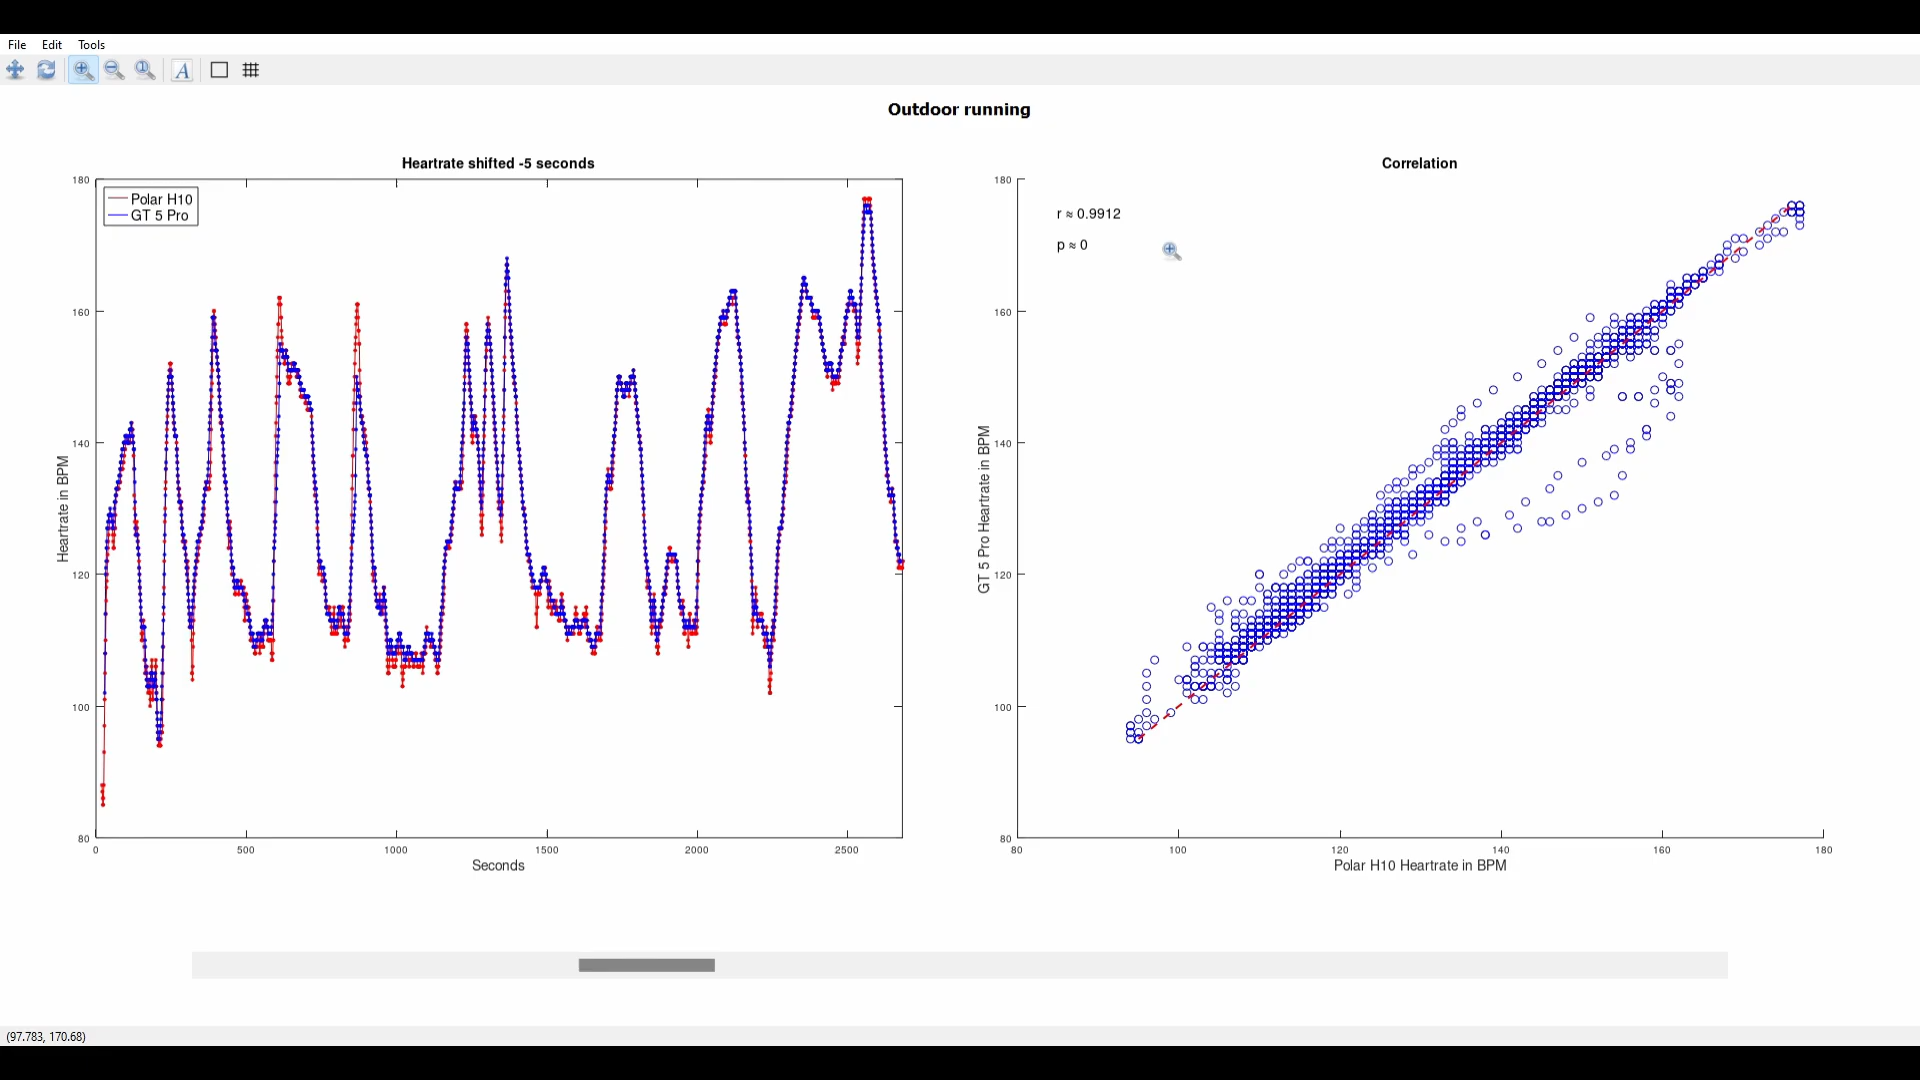 File Edit Tools
A
Outdoor running
Heartrate shifted -5 seconds
Polar H10
GT 5 Pro
180
160
140
120
100
80
Heartrate in BPM
0 500 1000 1500 2000 2500
Seconds
Correlation
r ≈ 0.9912
p ≈ 0
180
160
140
120
100
80
GT 5 Pro Heartrate in BPM
80 100 120 140 160 180
Polar H10 Heartrate in BPM
(97.783, 170.68)